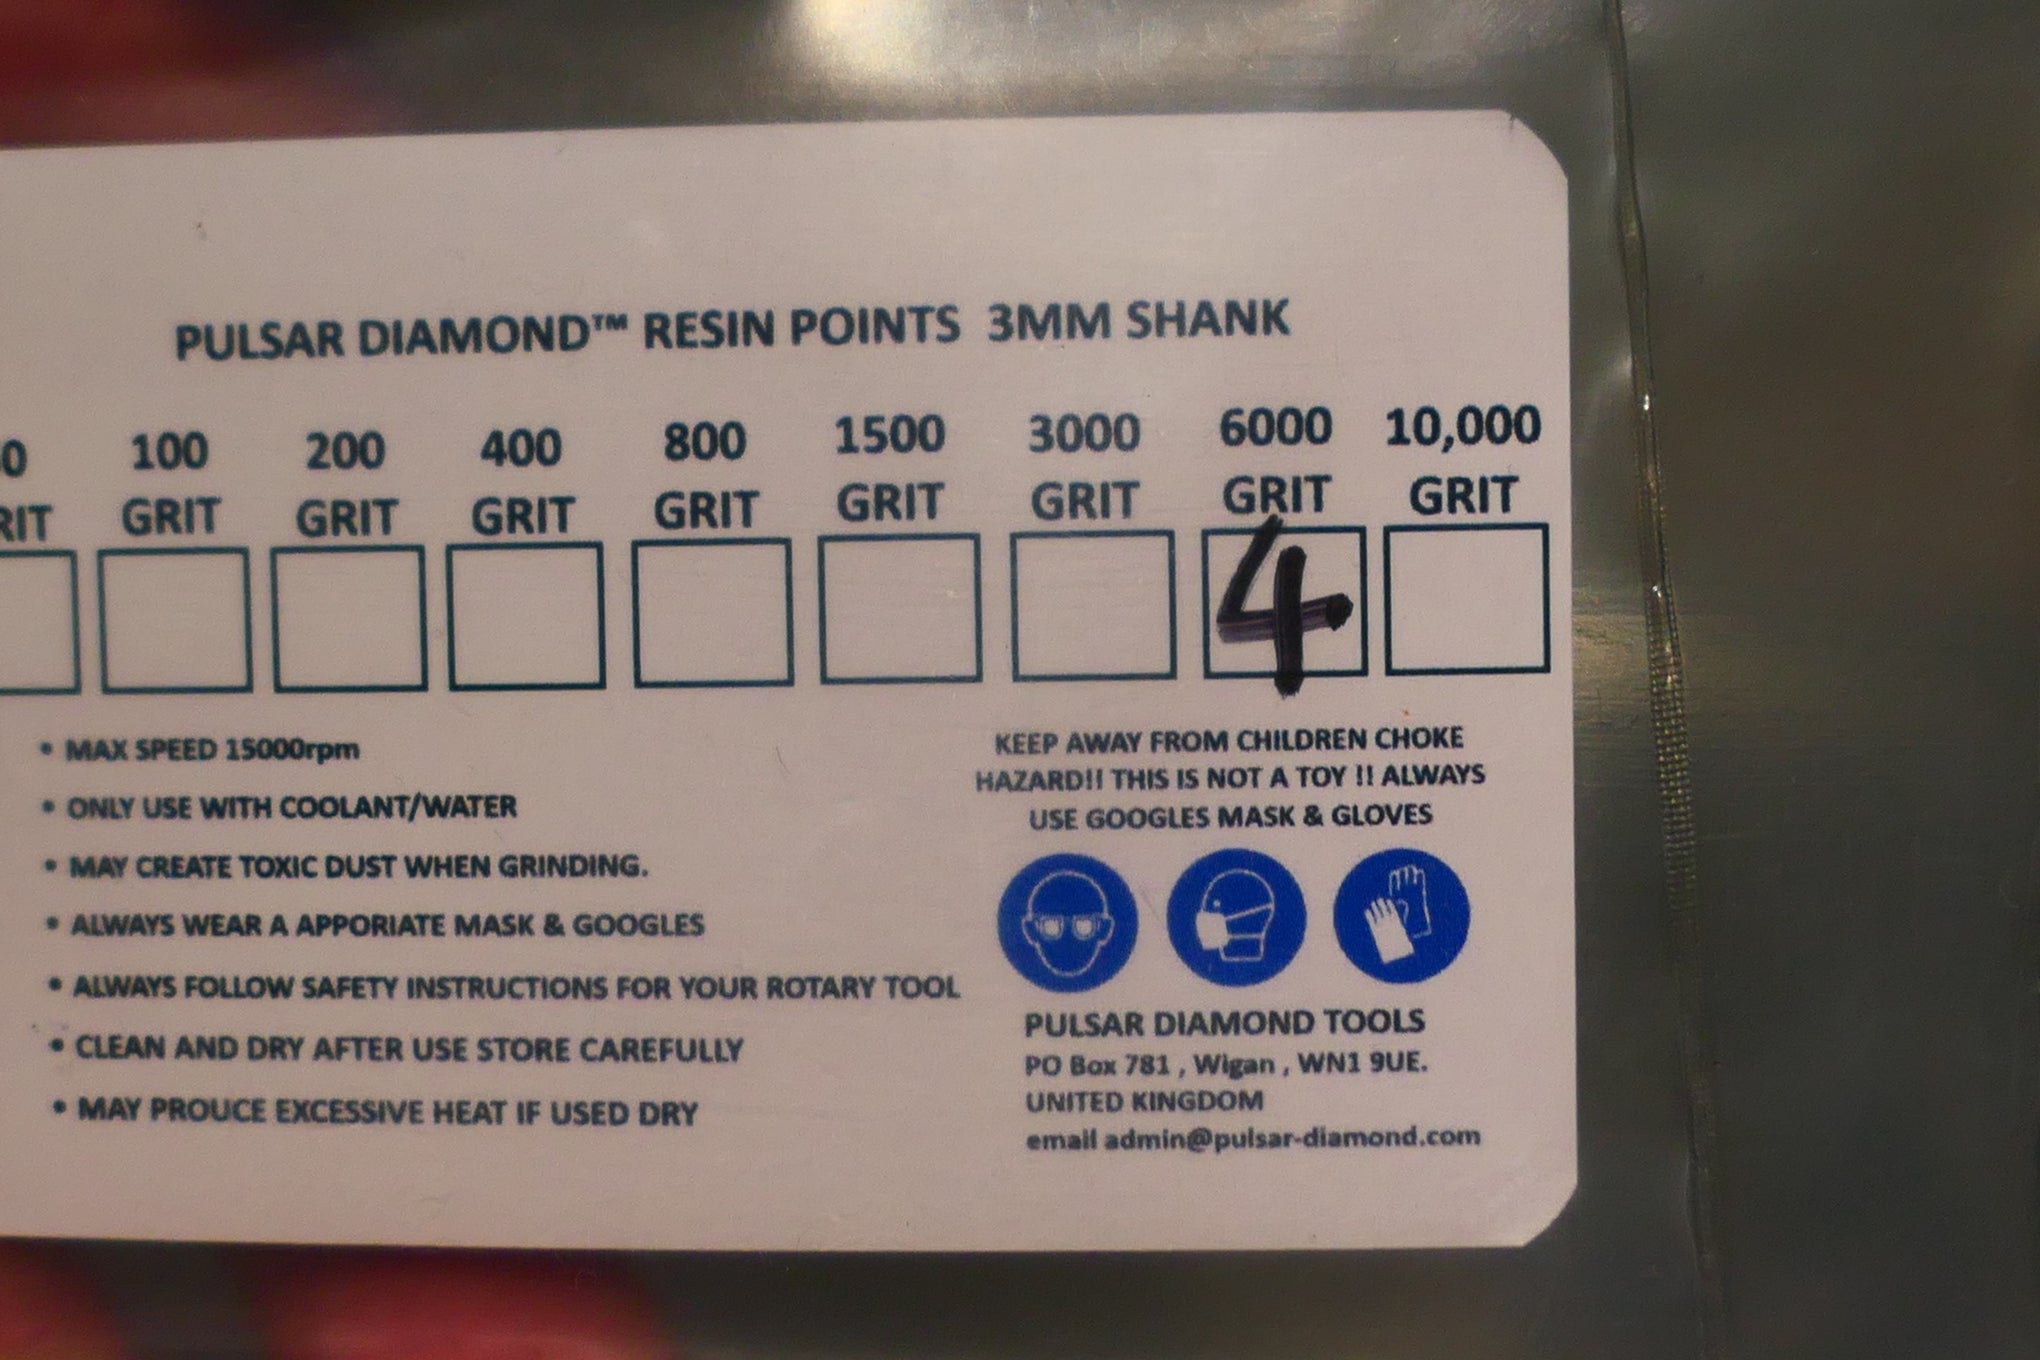 PULSAR DIAMOND™ RESIN POINTS 3MM SHANK
100 200 400 800 1500 3000 6000 10,000
GRIT GRIT GRIT GRIT GRIT GRIT GRIT GRIT
4
• MAX SPEED 15000rpm
• ONLY USE WITH COOLANT/WATER
• MAY CREATE TOXIC DUST WHEN GRINDING.
• ALWAYS WEAR A APPORIATE MASK & GOOGLES
• ALWAYS FOLLOW SAFETY INSTRUCTIONS FOR YOUR ROTARY TOOL
• CLEAN AND DRY AFTER USE STORE CAREFULLY
• MAY PROUCE EXCESSIVE HEAT IF USED DRY
KEEP AWAY FROM CHILDREN CHOKE
HAZARD!! THIS IS NOT A TOY !! ALWAYS
USE GOOGLES MASK & GLOVES
PULSAR DIAMOND TOOLS
PO Box 781 , Wigan , WN1 9UE.
UNITED KINGDOM
email admin@pulsar-diamond.com